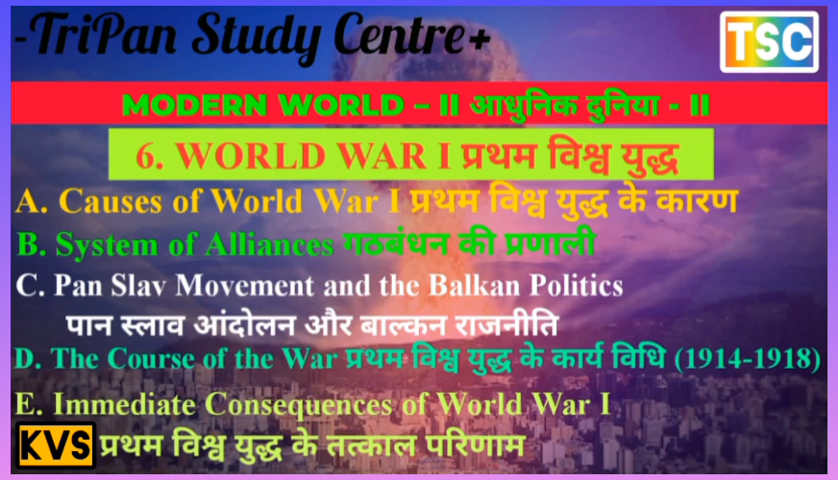 -TriPan Study Centre+
TSC
MODERN WORLD – II आधुनिक दुनिया - II
6. WORLD WAR I प्रथम विश्व युद्ध
A. Causes of World War I प्रथम विश्व युद्ध के कारण
B. System of Alliances गठबंधन की प्रणाली
C. Pan Slav Movement and the Balkan Politics
पान स्लाव आंदोलन और बाल्कन राजनीति
D. The Course of the War प्रथम विश्व युद्ध के कार्य विधि (1914-1918)
E. Immediate Consequences of World War I
KVS प्रथम विश्व युद्ध के तत्काल परिणाम